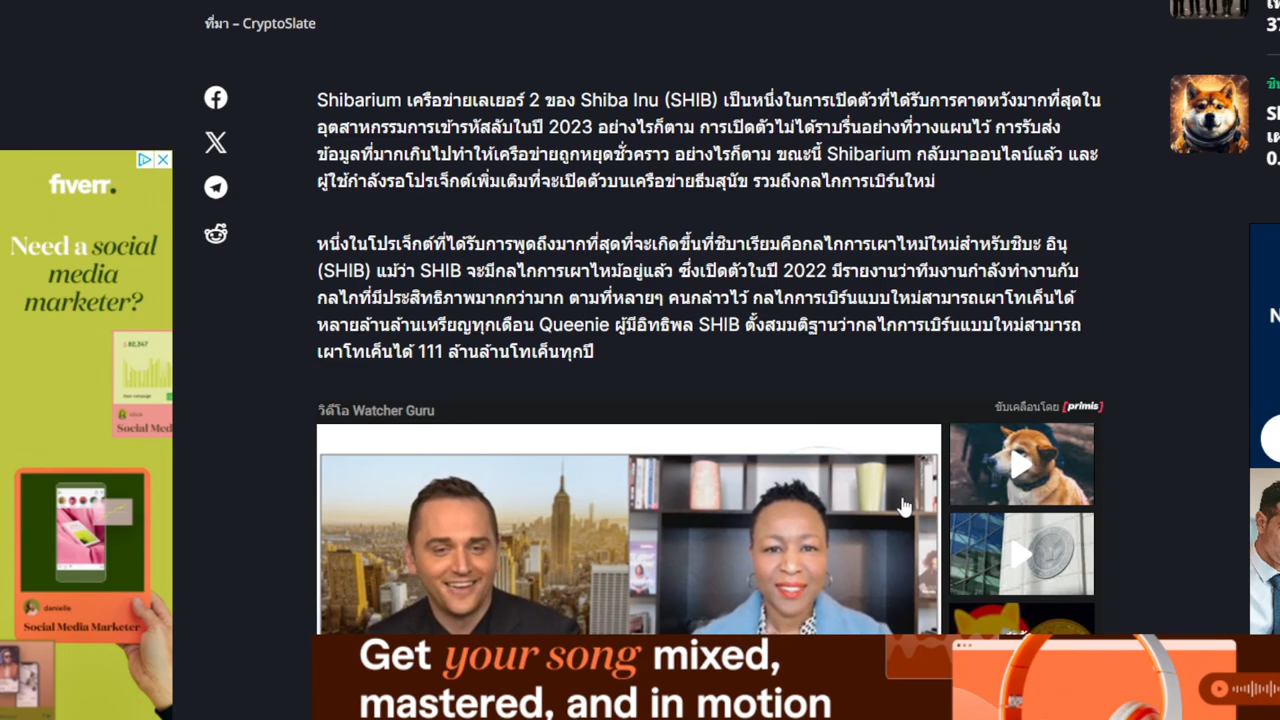 ที่มา – CryptoSlate
Shibarium เครือข่ายเลเยอร์ 2 ของ Shiba Inu (SHIB) เป็นหนึ่งในการเปิดตัวที่ได้รับการคาดหวังมากที่สุดใน
อุตสาหกรรมการเข้ารหัสลับในปี 2023 อย่างไรก็ตาม การเปิดตัวไม่ได้ราบรื่นอย่างที่วางแผนไว้ การรับส่ง
ข้อมูลที่มากเกินไปทำให้เครือข่ายถูกหยุดชั่วคราว อย่างไรก็ตาม ขณะนี้ Shibarium กลับมาออนไลน์แล้ว และ
ผู้ใช้กำลังรอโปรเจ็กต์เพิ่มเติมที่จะเปิดตัวบนเครือข่ายธีมสุนัข รวมถึงกลไกการเบิร์นใหม่
หนึ่งในโปรเจ็กต์ที่ได้รับการพูดถึงมากที่สุดที่จะเกิดขึ้นที่ชิบาเรียมคือกลไกการเผาไหม้ใหม่สำหรับชิบะ อินุ
(SHIB) แม้ว่า SHIB จะมีกลไกการเผาไหม้อยู่แล้ว ซึ่งเปิดตัวในปี 2022 มีรายงานว่าทีมงานกำลังทำงานกับ
กลไกที่มีประสิทธิภาพมากกว่ามาก ตามที่หลายๆ คนกล่าวไว้ กลไกการเบิร์นแบบใหม่สามารถเผาโทเค็นได้
หลายล้านล้านเหรียญทุกเดือน Queenie ผู้มีอิทธิพล SHIB ตั้งสมมติฐานว่ากลไกการเบิร์นแบบใหม่สามารถ
เผาโทเค็นได้ 111 ล้านล้านโทเค็นทุกปี
วิดีโอ Watcher Guru
ขับเคลื่อนโดย [primis]
fiverr.
Need a social
media
marketer?
82,347
Social Med
danielle
Social Media Marketer
Get your song mixed,
mastered, and in motion